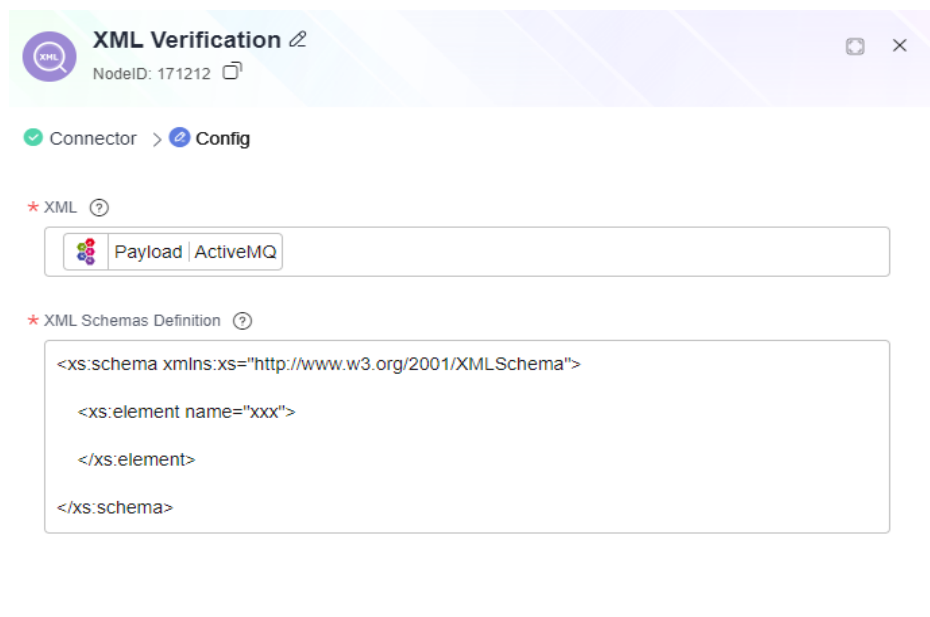 XML Verification
XML
NodeID: 171212
Connector > Config
* XML ?
Payload | ActiveMQ
* XML Schemas Definition ?
<xs:schema xmlns:xs="http://www.w3.org/2001/XMLSchema">
<xs:element name="xxx">
</xs:element>
</xs:schema>